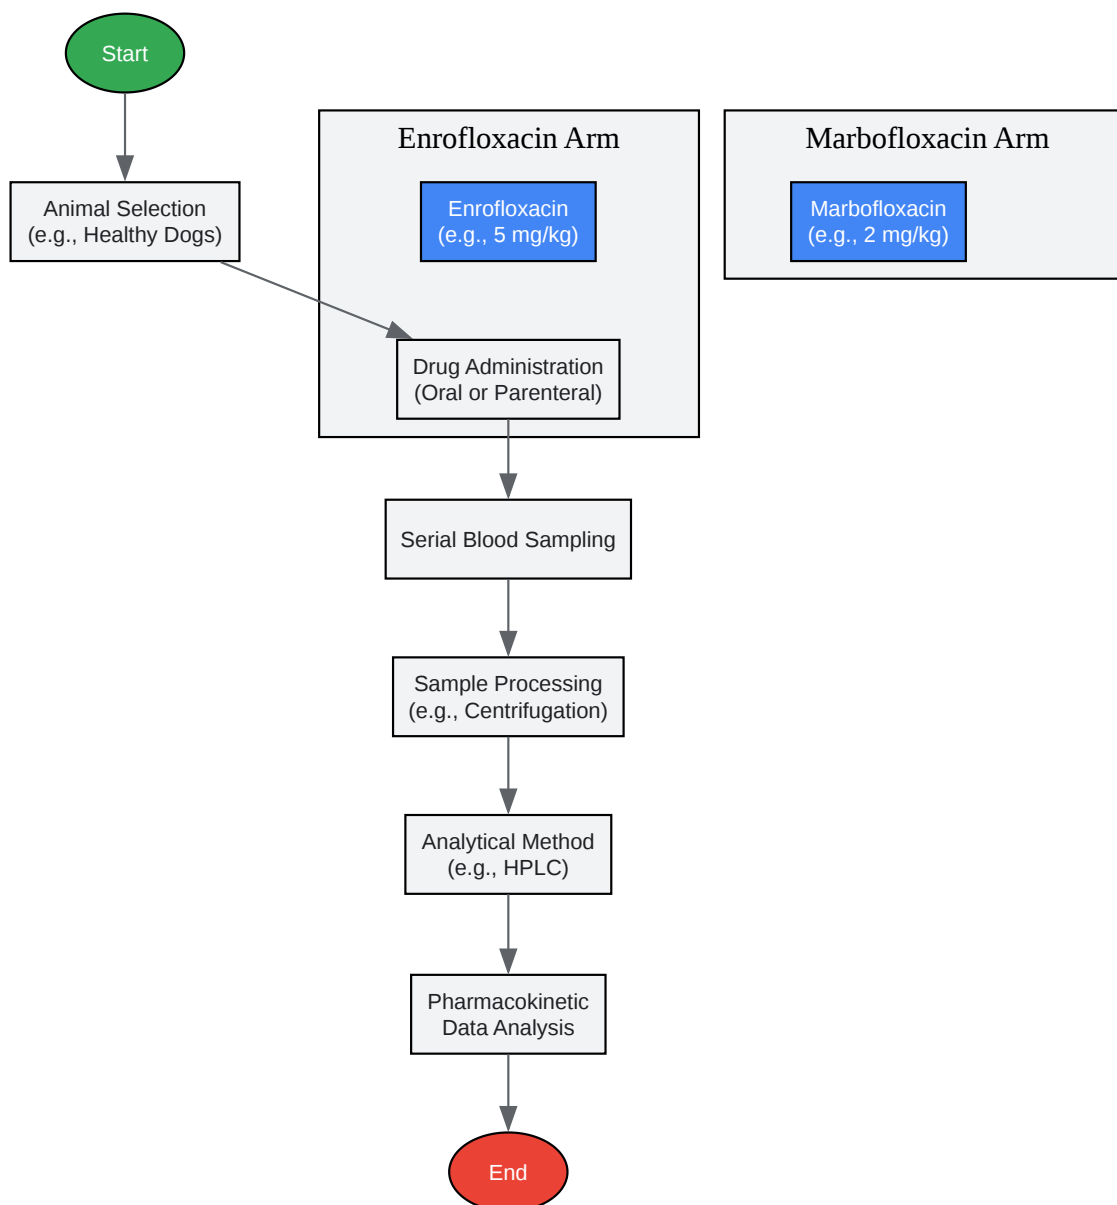 Start
Enrofloxacin Arm
Marbofloxacin Arm
Animal Selection
(e.g., Healthy Dogs)
Enrofloxacin
(e.g., 5 mg/kg)
Marbofloxacin
(e.g., 2 mg/kg)
Drug Administration
(Oral or Parenteral)
Serial Blood Sampling
Sample Processing
(e.g., Centrifugation)
Analytical Method
(e.g., HPLC)
Pharmacokinetic
Data Analysis
End